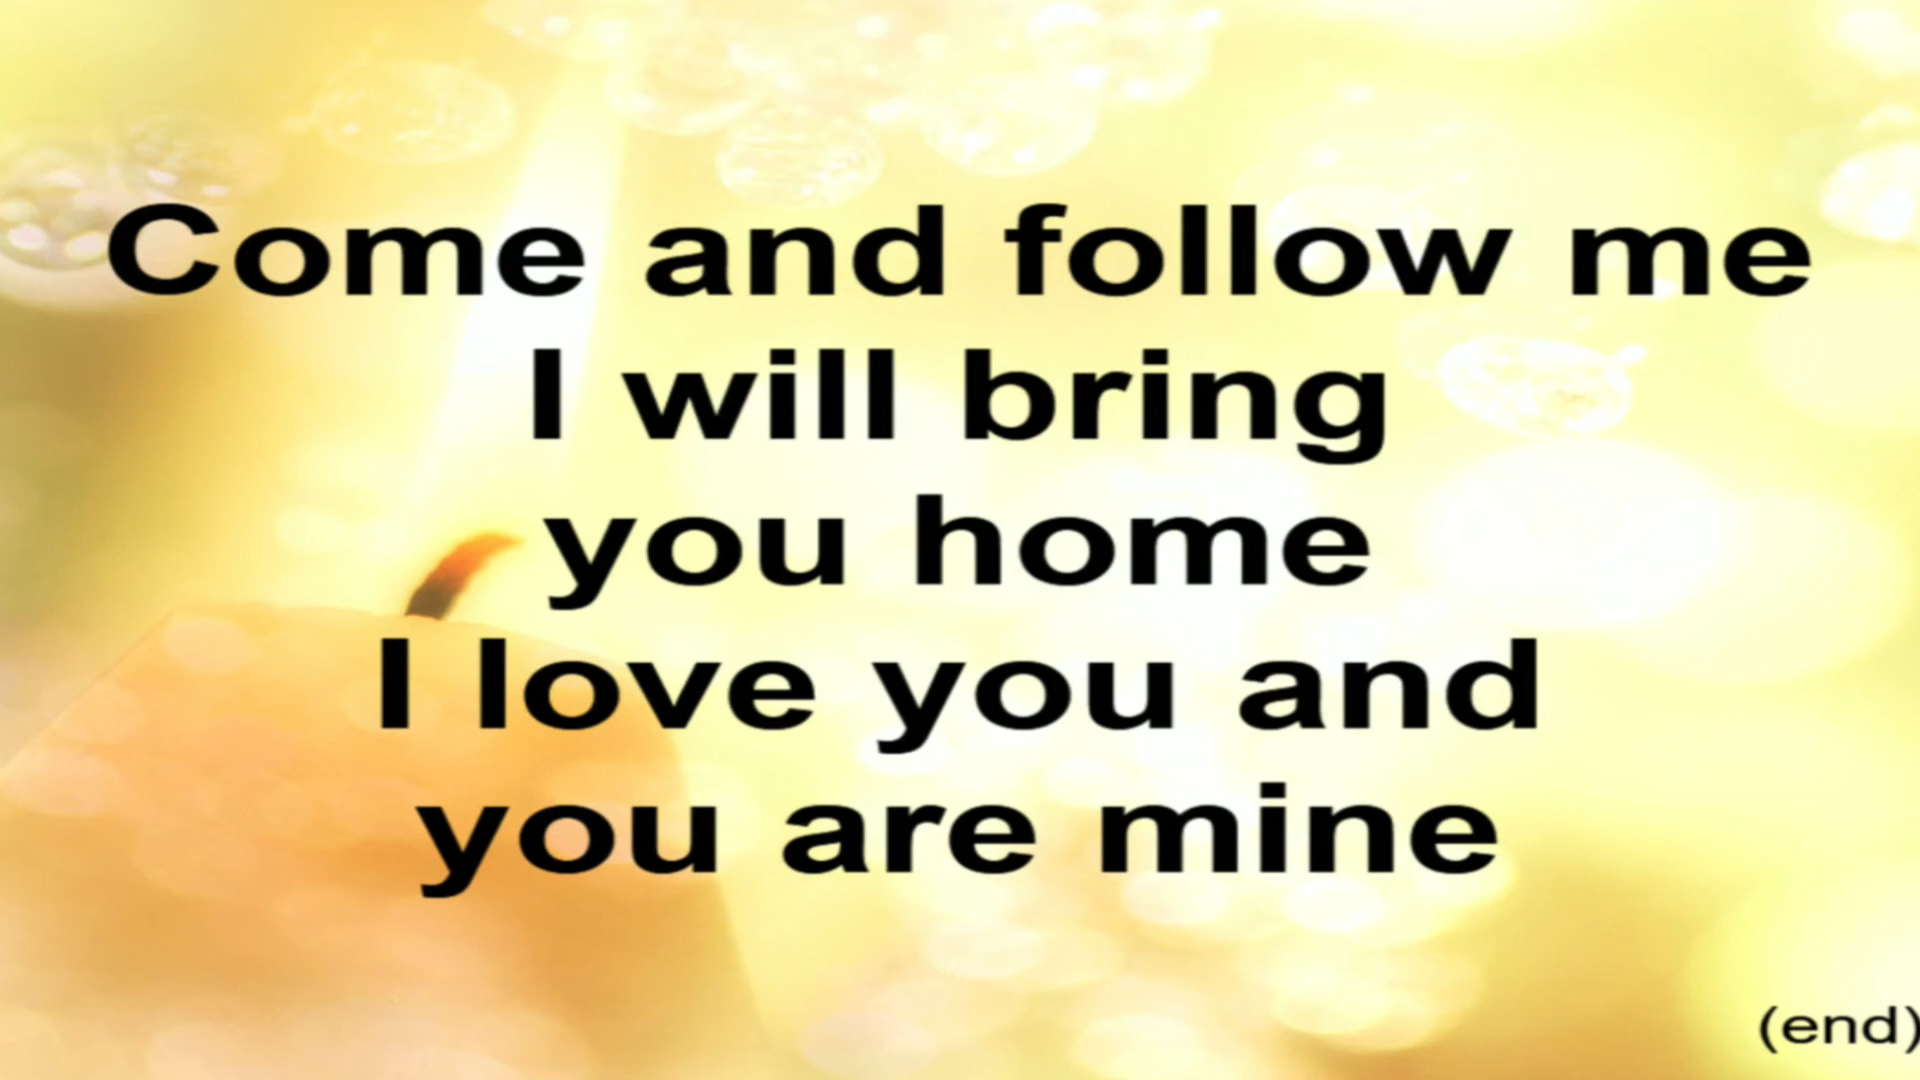 Come and follow me
I will bring
you home
I love you and
you are mine
(end)